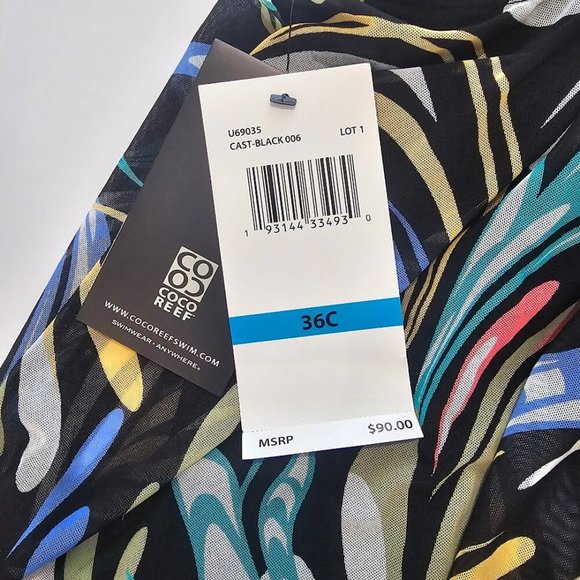 U69035
CAST-BLACK 006 LOT 1
1 93144 33493 0
36C
MSRP $90.00
CO
CO
COCO
REEF
WWW.COCOREEFSWIM.COM
SWIMWEAR • ANYWHERE®